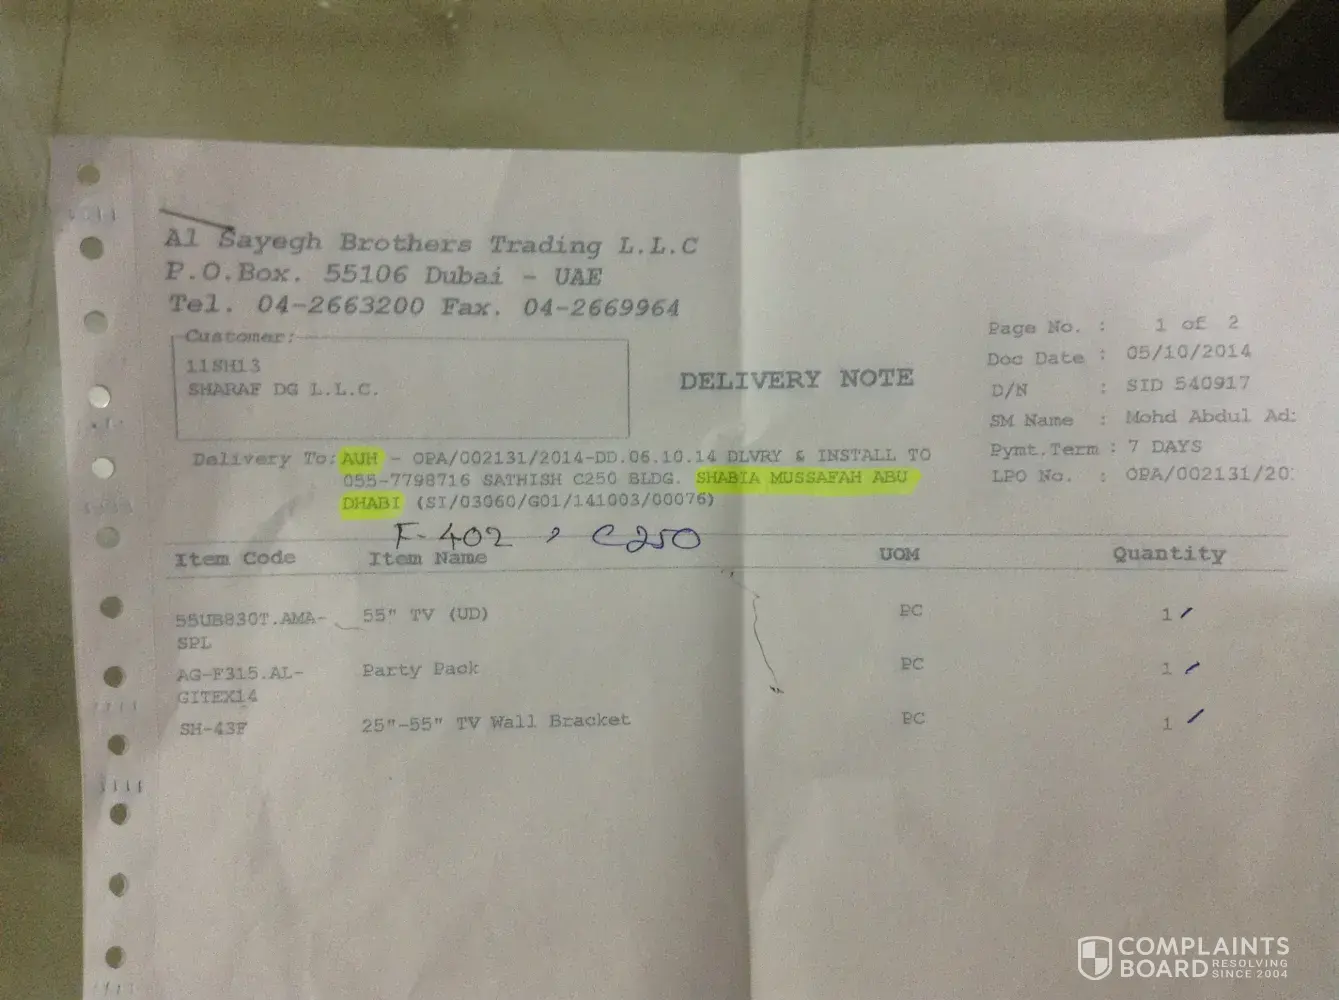 Al Sayegh Brothers Trading L.L.C
P.O.Box. 55106 Dubai - UAE
Tel. 04-2663200 Fax. 04-2669964
Customer:
11SH13
SHARAF DG L.L.C.
DELIVERY NOTE
Page No. : 1 of 2
Doc Date : 05/10/2014
D/N : SID 540917
SM Name : Mohd Abdul Ad
Pymt.Term : 7 DAYS
LPO No. : OPA/002131/20
Delivery To: AUH - OPA/002131/2014-DD.06.10.14 DLVRY & INSTALL TO
055-7798716 SATHISH C250 BLDG. SHABIA MUSSAFAH ABU
DHABI (SI/03060/G01/141003/00076)
F-402 , C250
Item Code Item Name UOM Quantity
55UB830T.AMA- 55" TV (UD) PC 1
SPL
AG-F315.AL- Party Pack PC 1
GITEX14
SH-43F 25"-55" TV Wall Bracket PC 1
COMPLAINTS
BOARD RESOLVING
SINCE 2004